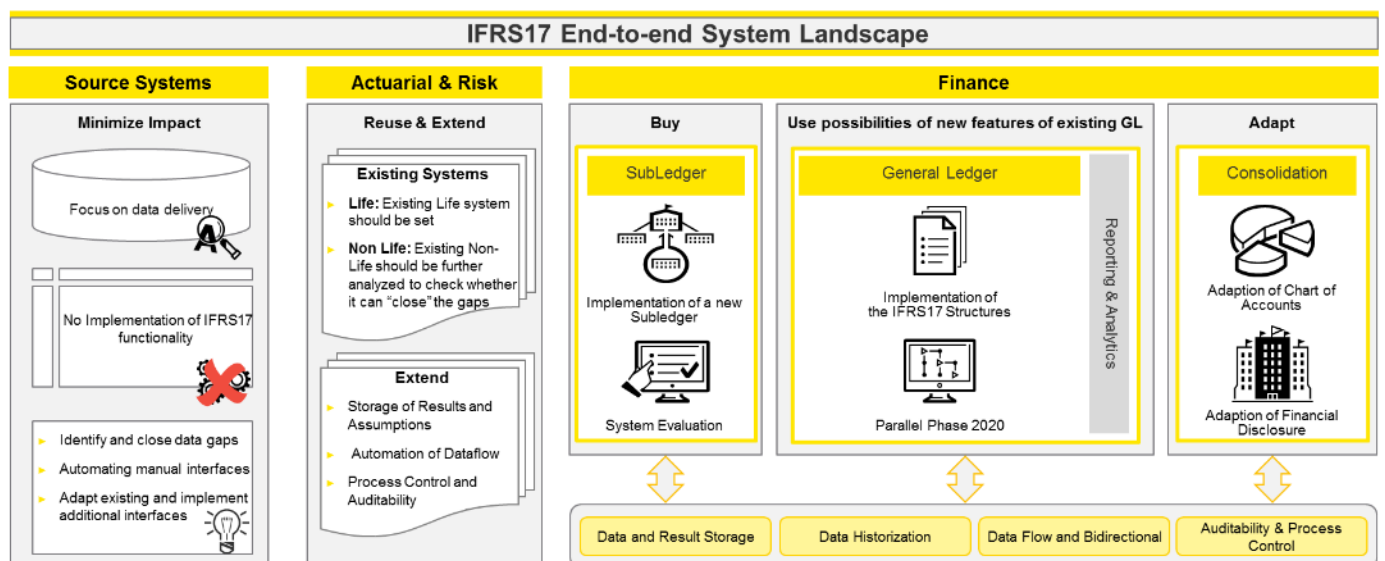 IFRS17 End-to-end System Landscape
Source Systems
Minimize Impact
Focus on data delivery
A
No Implementation of IFRS17
functionality
► Identify and close data gaps
► Automating manual interfaces
► Adapt existing and implement
additional interfaces
Actuarial & Risk
Reuse & Extend
Existing Systems
► Life: Existing Life system
should be set
► Non Life: Existing Non-
Life should be further
analyzed to check whether
it can "close" the gaps
Extend
► Storage of Results and
Assumptions
► Automation of Dataflow
► Process Control and
Auditability
Finance
Buy
SubLedger
Implementation of a new
Subledger
System Evaluation
Use possibilities of new features of existing GL
General Ledger
Implementation of
the IFRS17 Structures
Parallel Phase 2020
Reporting & Analytics
Adapt
Consolidation
Adaption of Chart of
Accounts
Adaption of Financial
Disclosure
Data and Result Storage
Data Historization
Data Flow and Bidirectional
Auditability & Process
Control